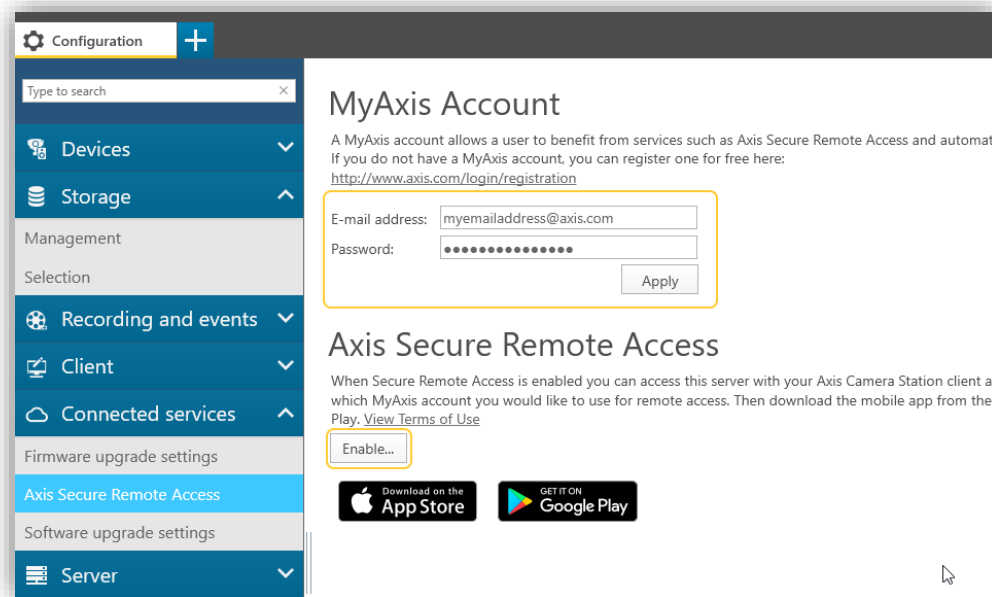 Configuration
Type to search
Devices
Storage
Management
Selection
Recording and events
Client
Connected services
Firmware upgrade settings
Axis Secure Remote Access
Software upgrade settings
Server
MyAxis Account
A MyAxis account allows a user to benefit from services such as Axis Secure Remote Access and automat
If you do not have a MyAxis account, you can register one for free here:
http://www.axis.com/login/registration
E-mail address: myemailaddress@axis.com
Password: ●●●●●●●●●●●●●●●
Apply
Axis Secure Remote Access
When Secure Remote Access is enabled you can access this server with your Axis Camera Station client a
which MyAxis account you would like to use for remote access. Then download the mobile app from the
Play. View Terms of Use
Enable...
Download on the
App Store
GET IT ON
Google Play